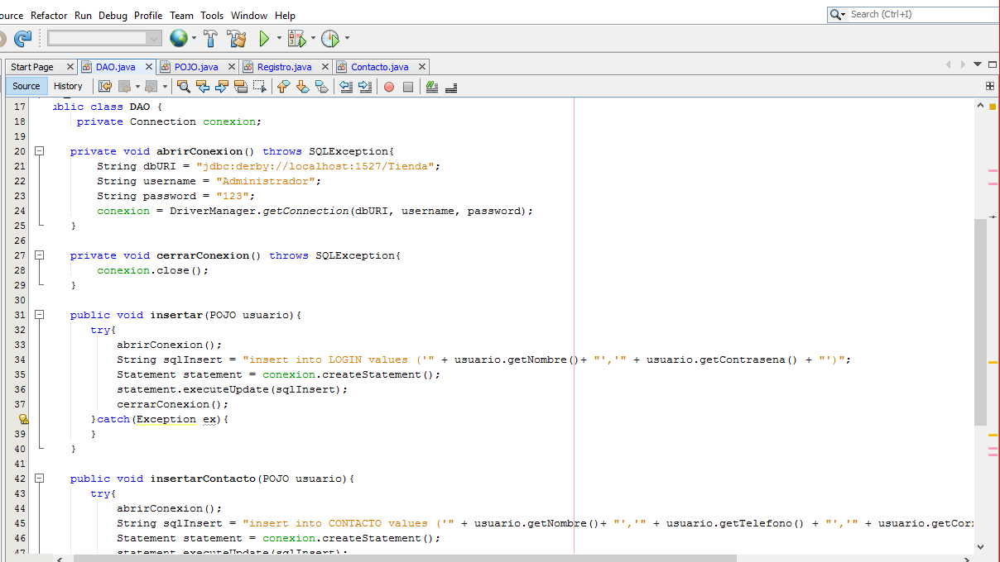 ource Refactor Run Debug Profile Team Tools Window Help
Search (Ctrl+I)
Start Page DAO.java POJO.java Registro.java Contacto.java
Source History
17 ublic class DAO {
18 private Connection conexion;
19
20 private void abrirConexion() throws SQLException{
21 String dbURI = "jdbc:derby://localhost:1527/Tienda";
22 String username = "Administrador";
23 String password = "123";
24 conexion = DriverManager.getConnection(dbURI, username, password);
25 }
26
27 private void cerrarConexion() throws SQLException{
28 conexion.close();
29 }
30
31 public void insertar(POJO usuario){
32 try{
33 abrirConexion();
34 String sqlInsert = "insert into LOGIN values ('" + usuario.getNombre()+ "','" + usuario.getContrasena() + "')";
35 Statement statement = conexion.createStatement();
36 statement.executeUpdate(sqlInsert);
37 cerrarConexion();
}catch(Exception ex){
39 }
40 }
41
42 public void insertarContacto(POJO usuario){
43 try{
44 abrirConexion();
45 String sqlInsert = "insert into CONTACTO values ('" + usuario.getNombre()+ "','" + usuario.getTelefono() + "','" + usuario.getCor
46 Statement statement = conexion.createStatement();
47 statement.executeUpdate(sqlInsert);